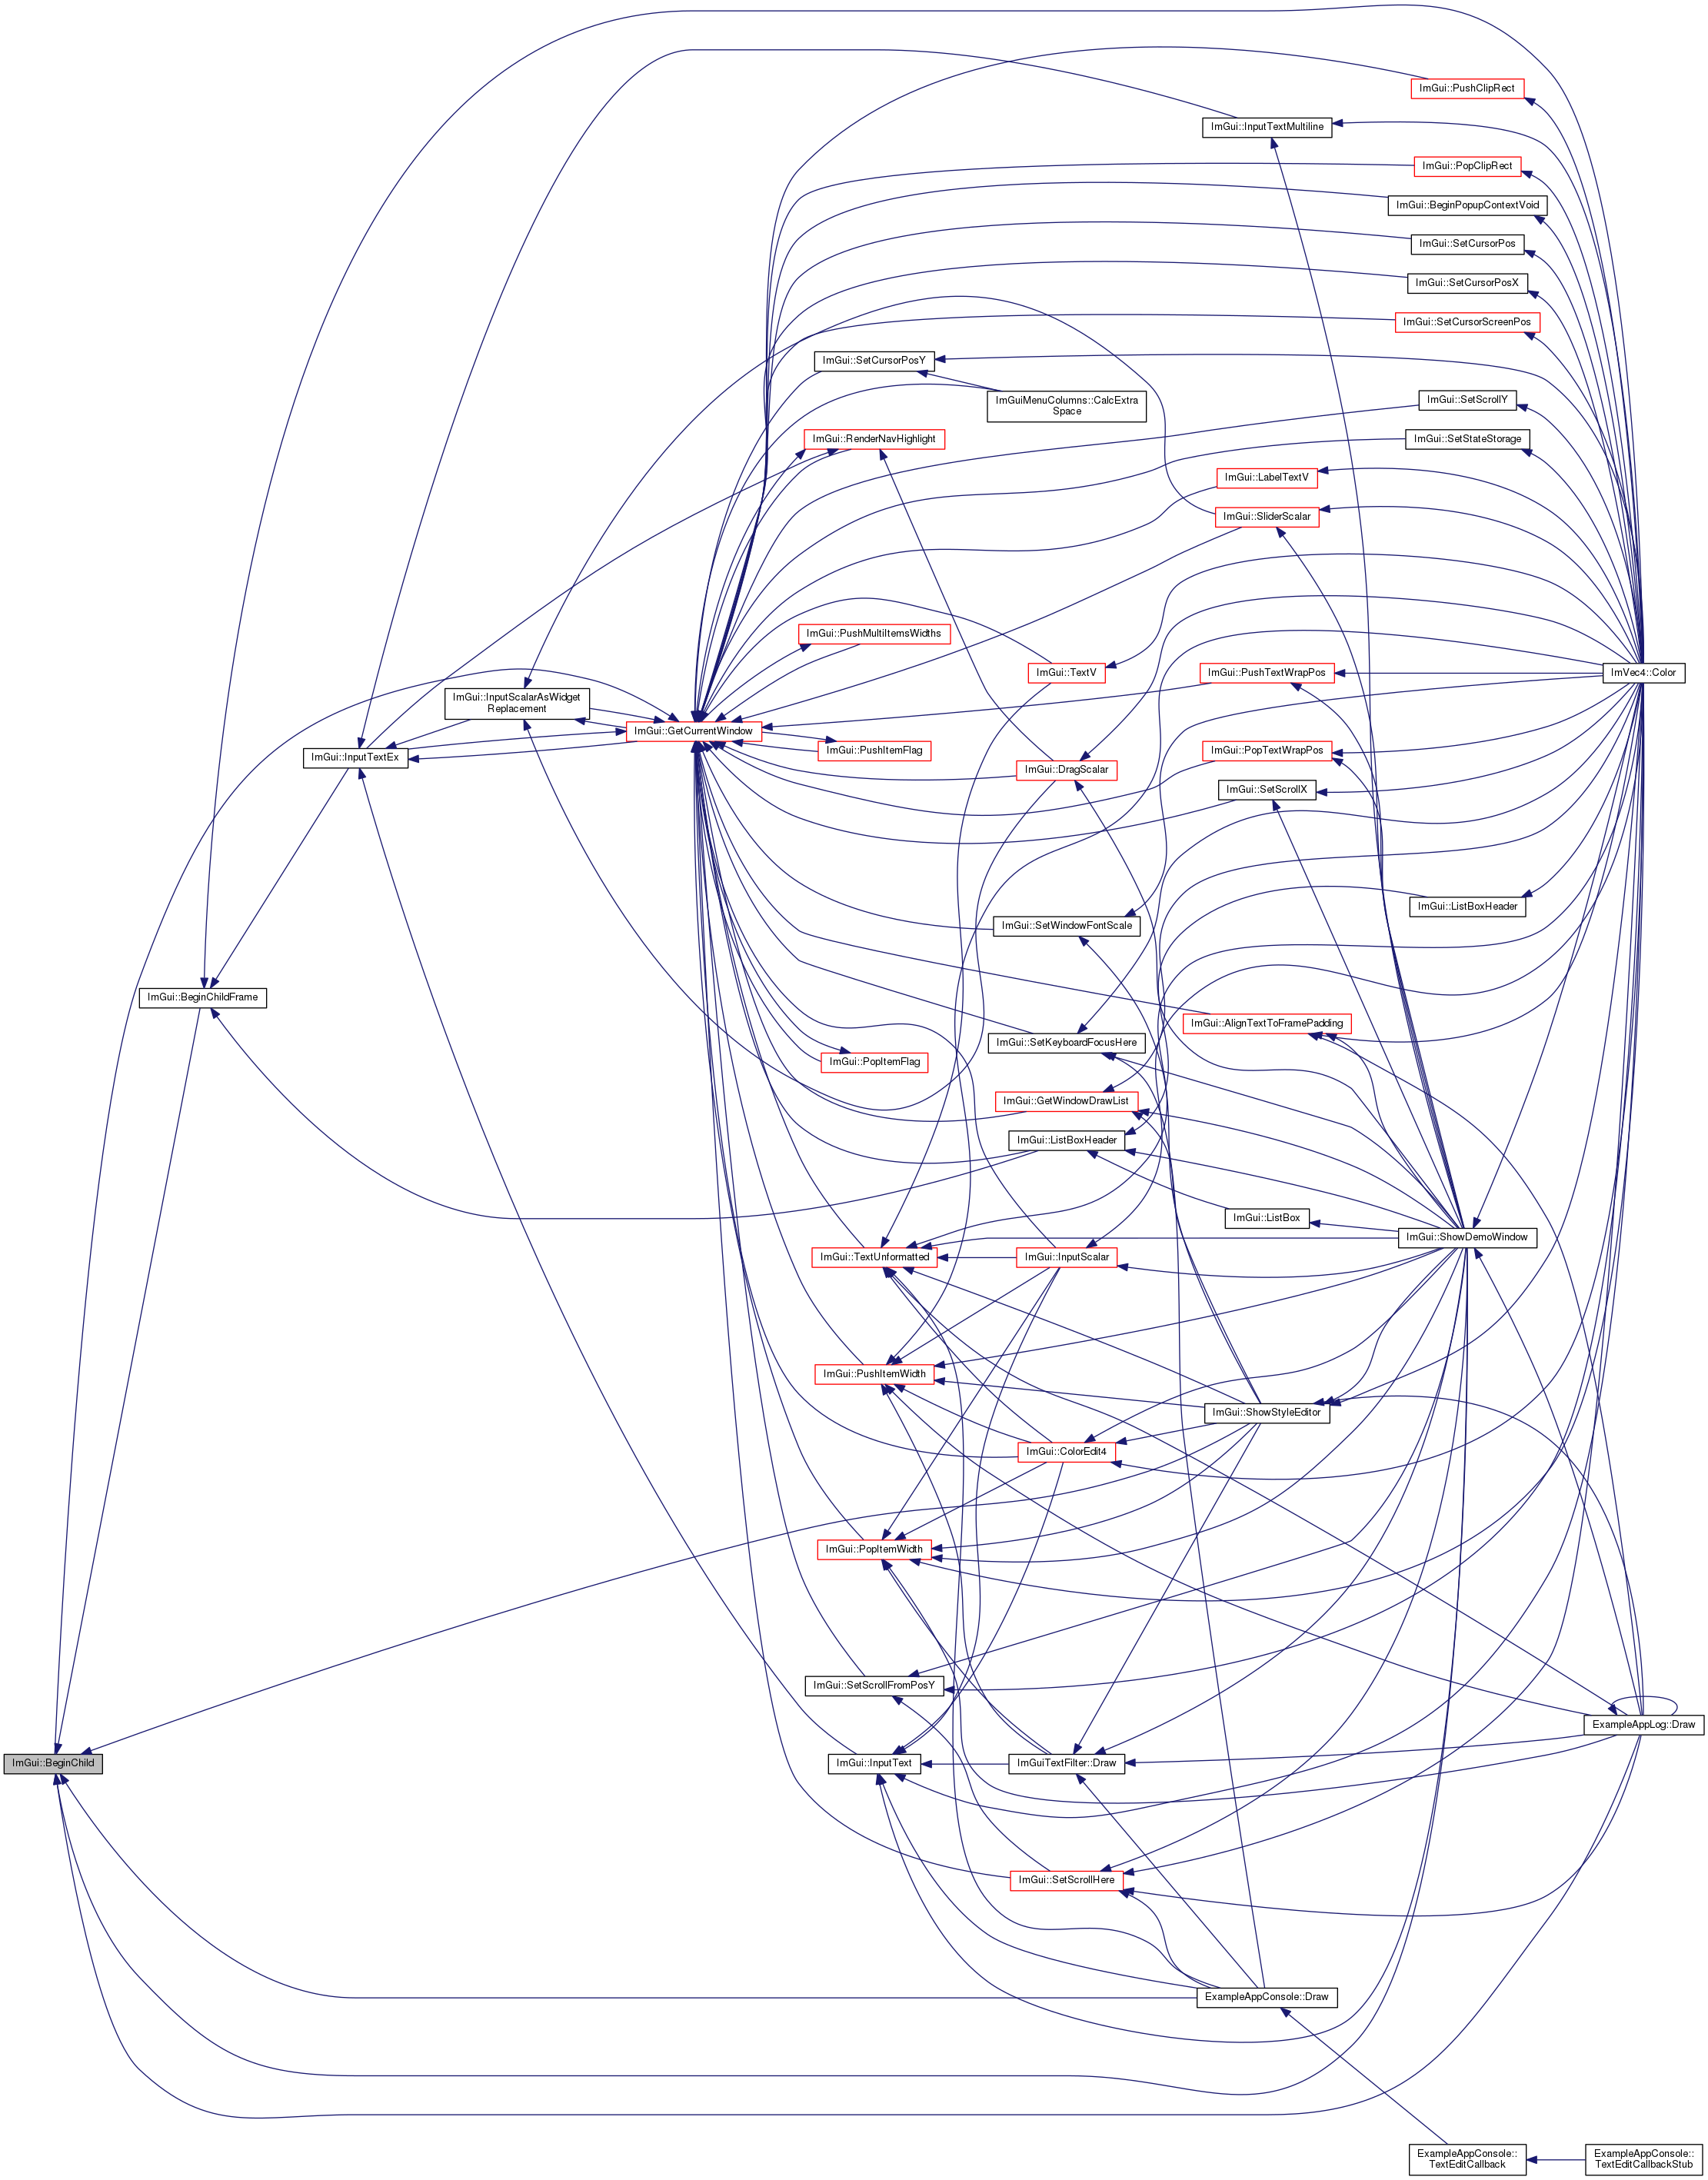 ImGui::PushClipRect
ImGui::InputTextMultiline
ImGui::PopClipRect
ImGui::BeginPopupContextVoid
ImGui::SetCursorPos
ImGui::SetCursorPosX
ImGui::SetCursorScreenPos
ImGui::SetCursorPosY
ImGuiMenuColumns::CalcExtra
Space
ImGui::SetScrollY
ImGui::RenderNavHighlight
ImGui::SetStateStorage
ImGui::LabelTextV
ImGui::SliderScalar
ImGui::PushMultiItemsWidths
ImGui::TextV
ImGui::PushTextWrapPos
ImVec4::Color
ImGui::InputScalarAsWidget
Replacement
ImGui::GetCurrentWindow
ImGui::PushItemFlag
ImGui::PopTextWrapPos
ImGui::InputTextEx
ImGui::DragScalar
ImGui::SetScrollX
ImGui::ListBoxHeader
ImGui::SetWindowFontScale
ImGui::BeginChildFrame
ImGui::AlignTextToFramePadding
ImGui::SetKeyboardFocusHere
ImGui::PopItemFlag
ImGui::GetWindowDrawList
ImGui::ListBoxHeader
ImGui::ListBox
ImGui::ShowDemoWindow
ImGui::TextUnformatted
ImGui::InputScalar
ImGui::PushItemWidth
ImGui::ShowStyleEditor
ImGui::ColorEdit4
ImGui::PopItemWidth
ImGui::SetScrollFromPosY
ExampleAppLog::Draw
ImGui::BeginChild
ImGui::InputText
ImGuiTextFilter::Draw
ImGui::SetScrollHere
ExampleAppConsole::Draw
ExampleAppConsole::
TextEditCallback
ExampleAppConsole::
TextEditCallbackStub